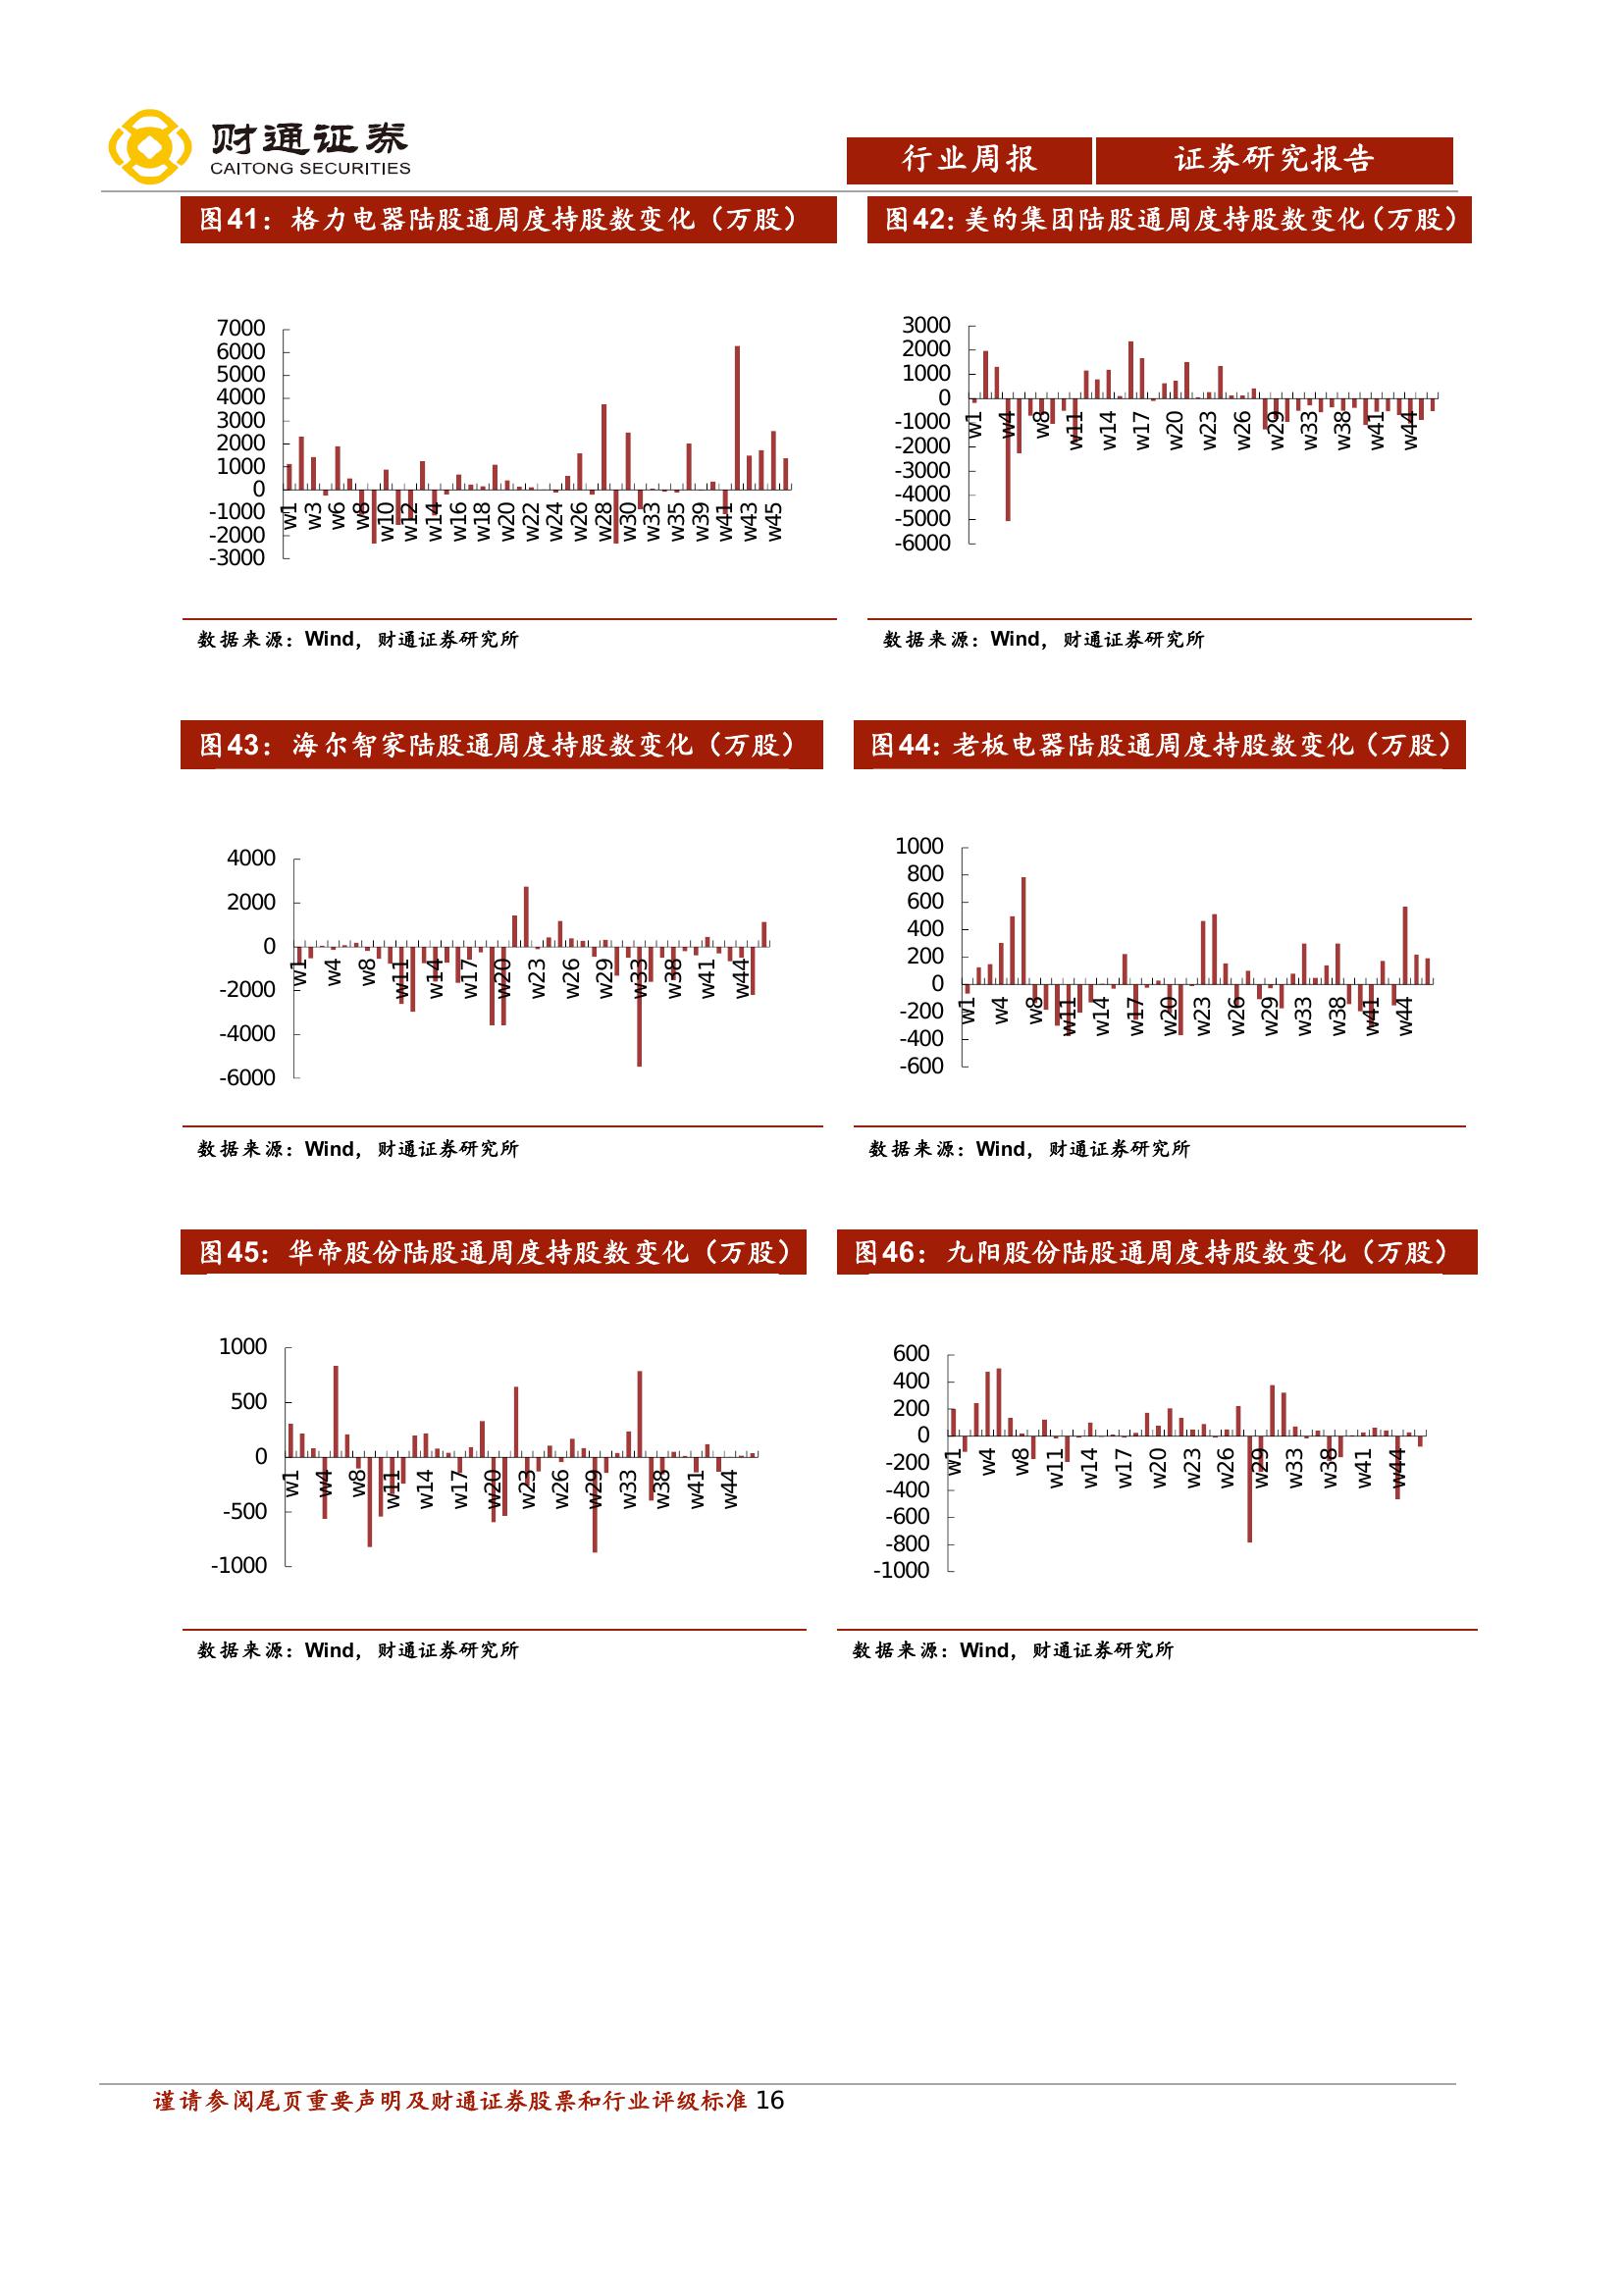 财通证券
CAITONG SECURITIES
行业周报 证券研究报告
图41：格力电器陆股通周度持股数变化（万股）
7000
6000
5000
4000
3000
2000
1000
0
-1000
-2000
-3000
w1 w3 w6 w8 w10 w12 w14 w16 w18 w20 w22 w24 w26 w28 w30 w33 w35 w39 w41 w43 w45
数据来源：Wind，财通证券研究所
图42：美的集团陆股通周度持股数变化（万股）
3000
2000
1000
0
-1000
-2000
-3000
-4000
-5000
-6000
w1 w4 w8 w11 w14 w17 w20 w23 w26 w29 w33 w38 w41 w44
数据来源：Wind，财通证券研究所
图43：海尔智家陆股通周度持股数变化（万股）
4000
2000
0
-2000
-4000
-6000
w1 w4 w8 w11 w14 w17 w20 w23 w26 w29 w33 w38 w41 w44
数据来源：Wind，财通证券研究所
图44：老板电器陆股通周度持股数变化（万股）
1000
800
600
400
200
0
-200
-400
-600
w1 w4 w8 w11 w14 w17 w20 w23 w26 w29 w33 w38 w41 w44
数据来源：Wind，财通证券研究所
图45：华帝股份陆股通周度持股数变化（万股）
1000
500
0
-500
-1000
w1 w4 w8 w11 w14 w17 w20 w23 w26 w29 w33 w38 w41 w44
数据来源：Wind，财通证券研究所
图46：九阳股份陆股通周度持股数变化（万股）
600
400
200
0
-200
-400
-600
-800
-1000
w1 w4 w8 w11 w14 w17 w20 w23 w26 w29 w33 w38 w41 w44
数据来源：Wind，财通证券研究所
谨请参阅尾页重要声明及财通证券股票和行业评级标准 16